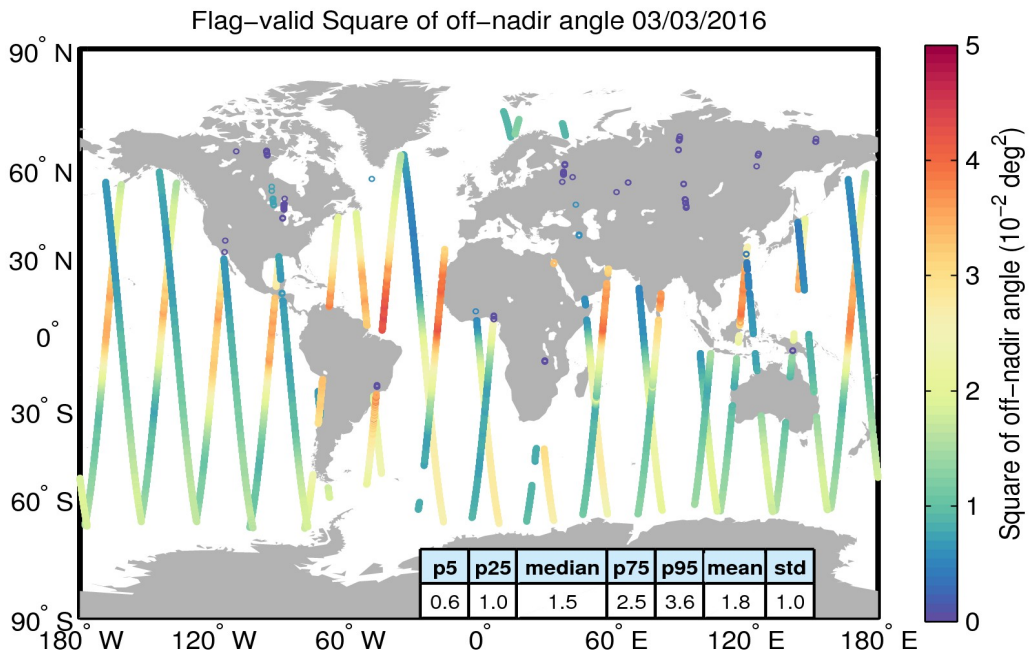 Flag−valid Square of off−nadir angle 03/03/2016
90° N
60° N
30° N
0°
30° S
60° S
90° S
180° W
120° W
60° W
0°
60° E
120° E
180° E
p5 p25 median p75 p95 mean std
0.6 1.0 1.5 2.5 3.6 1.8 1.0
5
4
3
2
1
0
Square of off−nadir angle (10⁻² deg²)